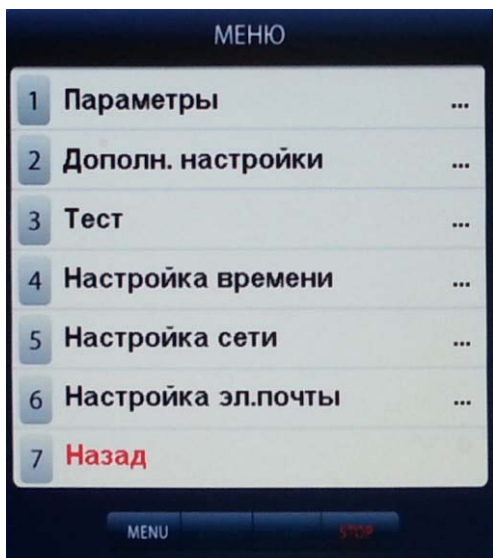 МЕНЮ
1 Параметры ...
2 Дополн. настройки ...
3 Тест ...
4 Настройка времени ...
5 Настройка сети ...
6 Настройка эл.почты ...
7 Назад
MENU STOP